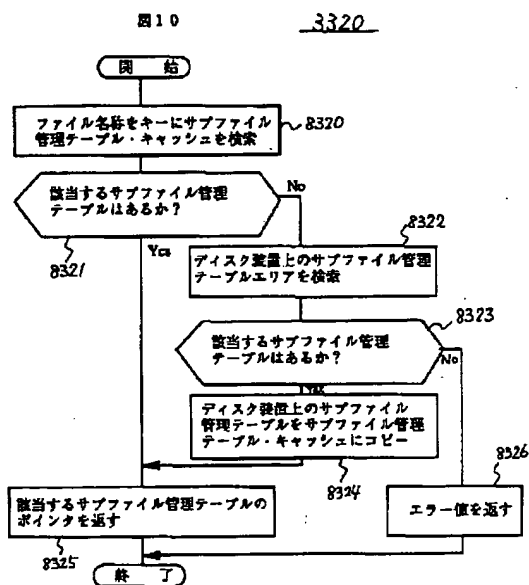 図10
3320
開 始
ファイル名称をキーにサブファイル
管理テーブル・キャッシュを検索
8320
該当するサブファイル管理
テーブルはあるか?
No
8321
Yes
8322
ディスク装置上のサブファイル管理
テーブルエリアを検索
8323
該当するサブファイル管理
テーブルはあるか?
No
Yes
ディスク装置上のサブファイル
管理テーブルをサブファイル管理
テーブル・キャッシュにコピー
8324
8326
該当するサブファイル管理テーブルの
ポインタを返す
エラー値を返す
8325
終 了